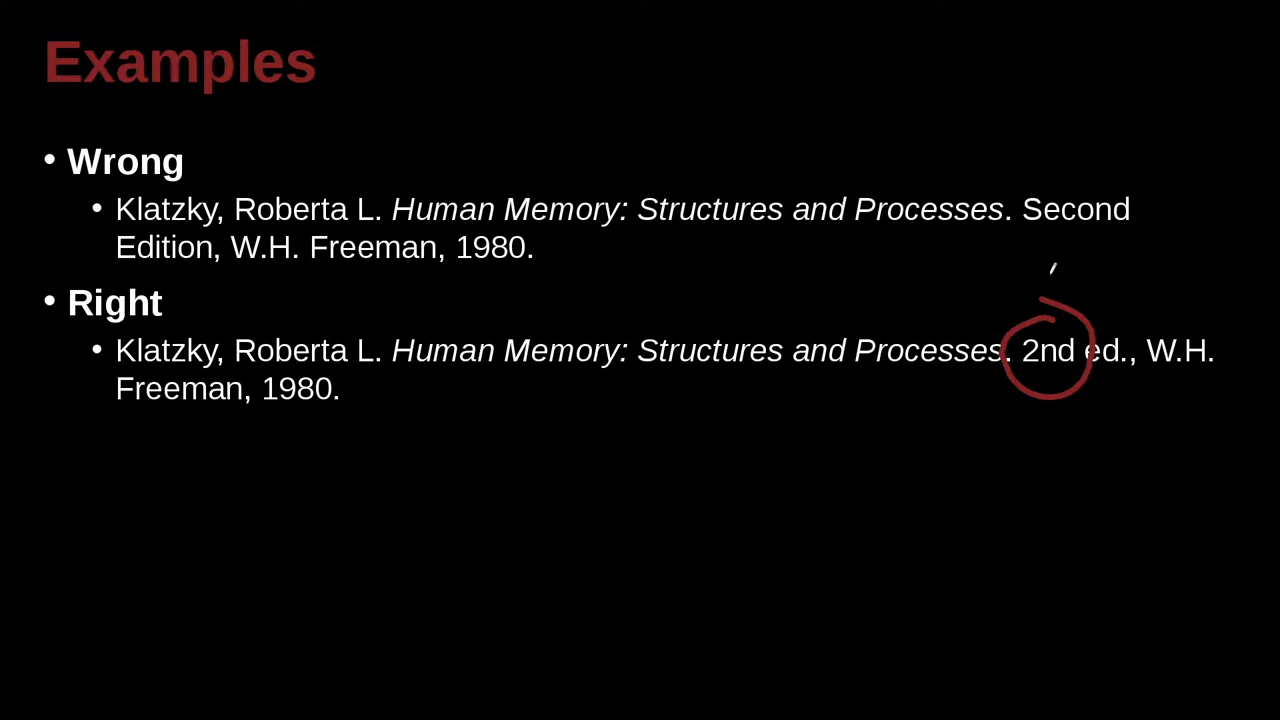 Examples
• Wrong
• Klatzky, Roberta L. Human Memory: Structures and Processes. Second
Edition, W.H. Freeman, 1980.
• Right
• Klatzky, Roberta L. Human Memory: Structures and Processes. 2nd ed., W.H.
Freeman, 1980.